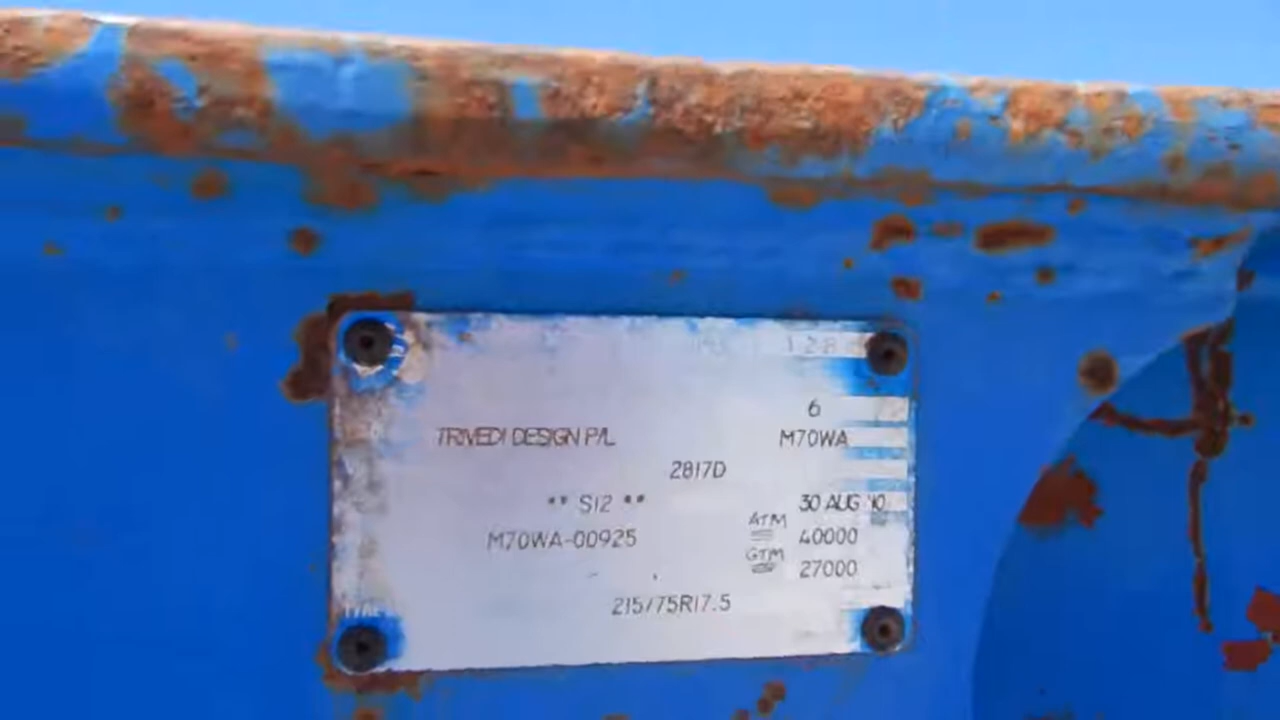 128
6
TRIVEDI DESIGN P/L M70WA
2817D
** S12 ** 30 AUG '10
ATM
M70WA-00925 40000
GTM
27000
215/75R17.5
TYRE